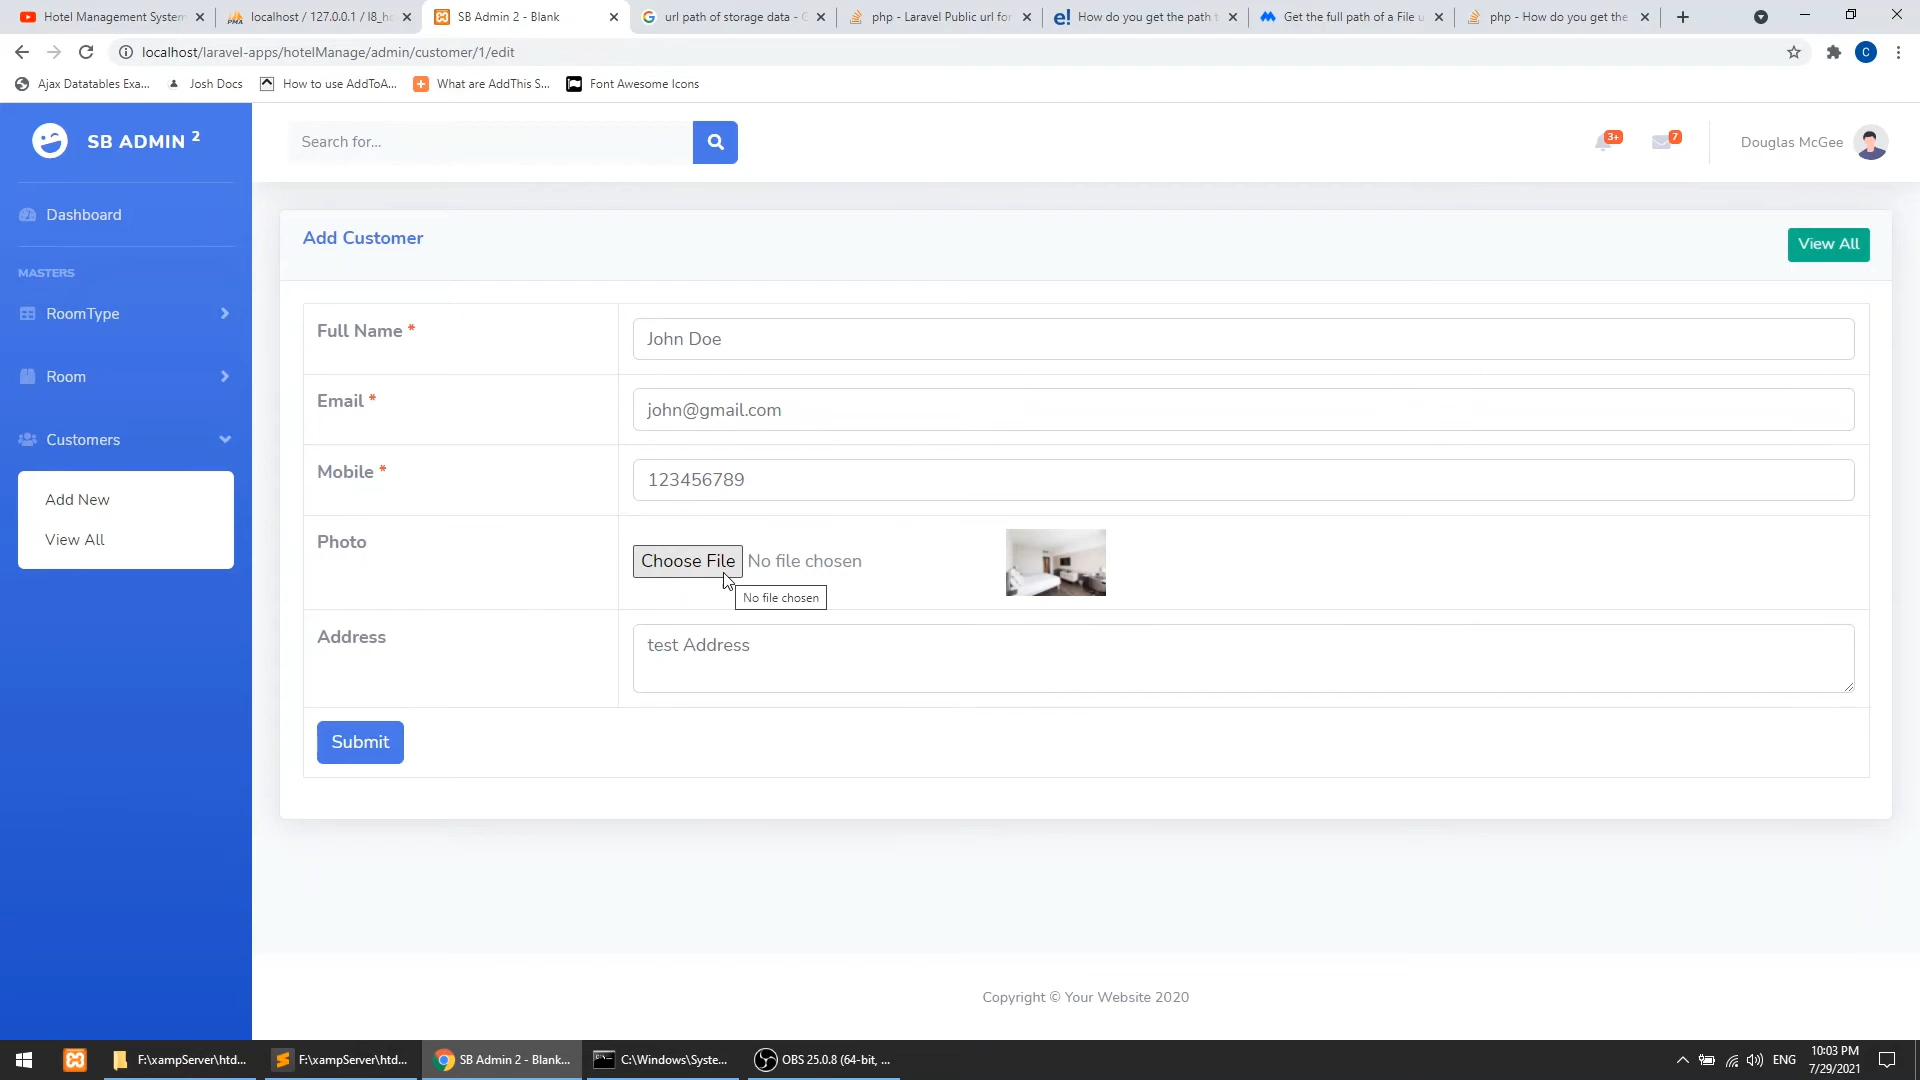 Hotel Management System
localhost / 127.0.0.1 / l8_ho
SB Admin 2 - Blank
url path of storage data - G
php - Laravel Public url for
How do you get the path t
Get the full path of a File u
php - How do you get the
localhost/laravel-apps/hotelManage/admin/customer/1/edit
C
Ajax Datatables Exa...
Josh Docs
How to use AddToA...
What are AddThis S...
Font Awesome Icons
SB ADMIN 2
Search for...
3+
7
Douglas McGee
Dashboard
MASTERS
RoomType
Room
Customers
Add New
View All
Add Customer
View All
Full Name *
John Doe
Email *
john@gmail.com
Mobile *
123456789
Photo
Choose File No file chosen
No file chosen
Address
test Address
Submit
Copyright © Your Website 2020
F:\xampServer\htd...
F:\xampServer\htd...
SB Admin 2 - Blank...
C:\Windows\Syste...
OBS 25.0.8 (64-bit, ...
ENG
10:03 PM
7/29/2021